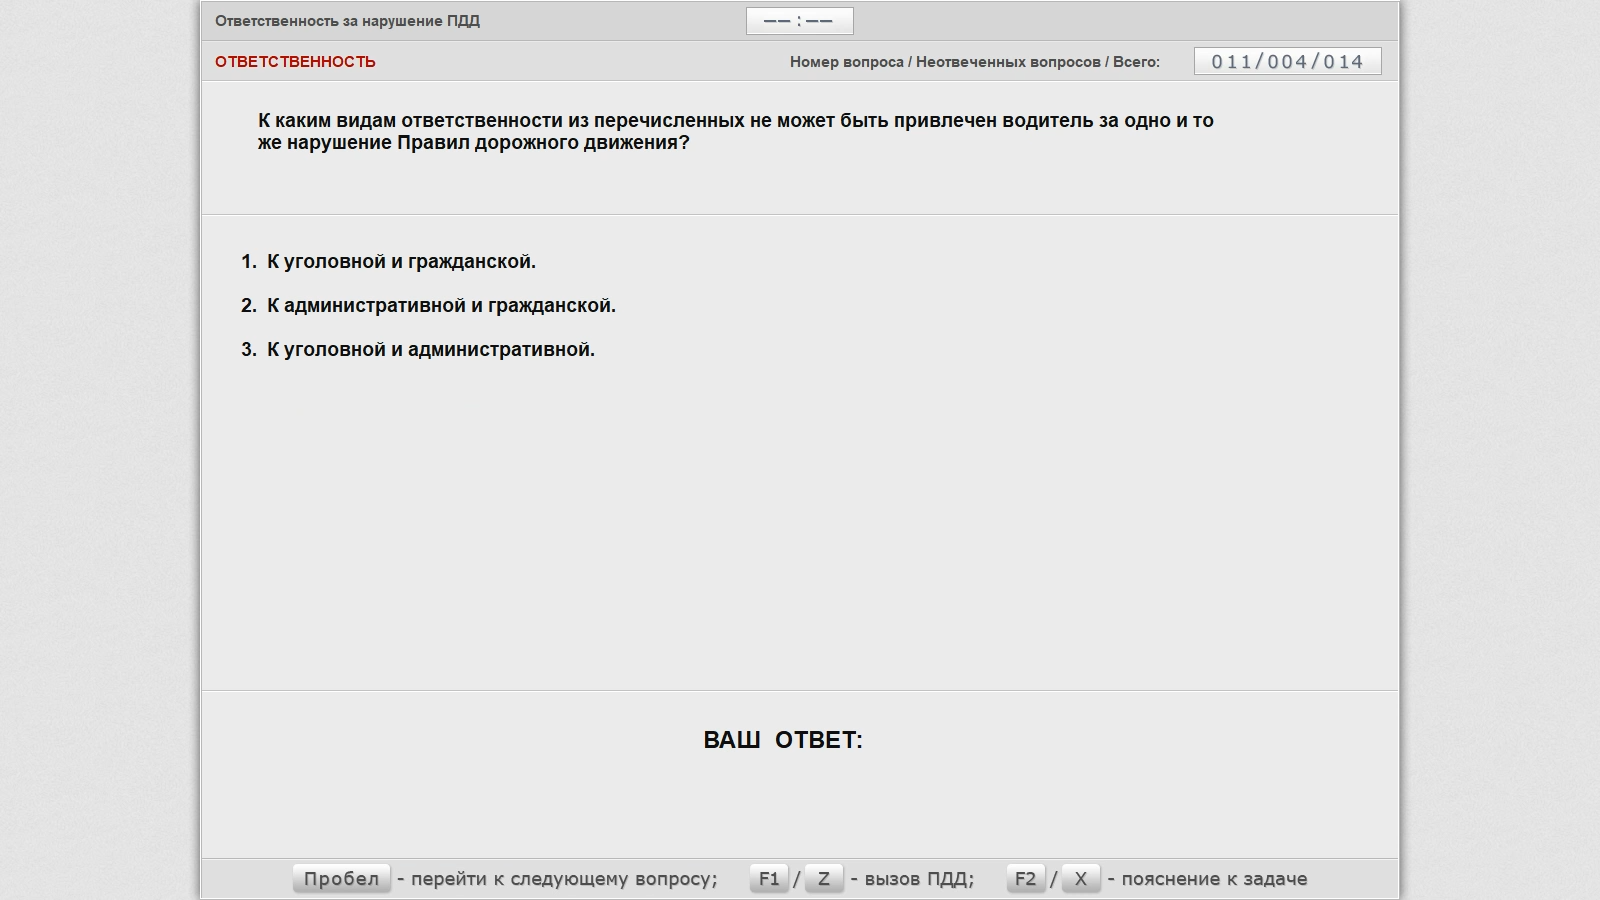 Ответственность за нарушение ПДД
——:——
ОТВЕТСТВЕННОСТЬ
Номер вопроса / Неотвеченных вопросов / Всего:
011/004/014
К каким видам ответственности из перечисленных не может быть привлечен водитель за одно и то
же нарушение Правил дорожного движения?
1. К уголовной и гражданской.
2. К административной и гражданской.
3. К уголовной и административной.
ВАШ ОТВЕТ:
Пробел - перейти к следующему вопросу; F1 / Z - вызов ПДД; F2 / X - пояснение к задаче